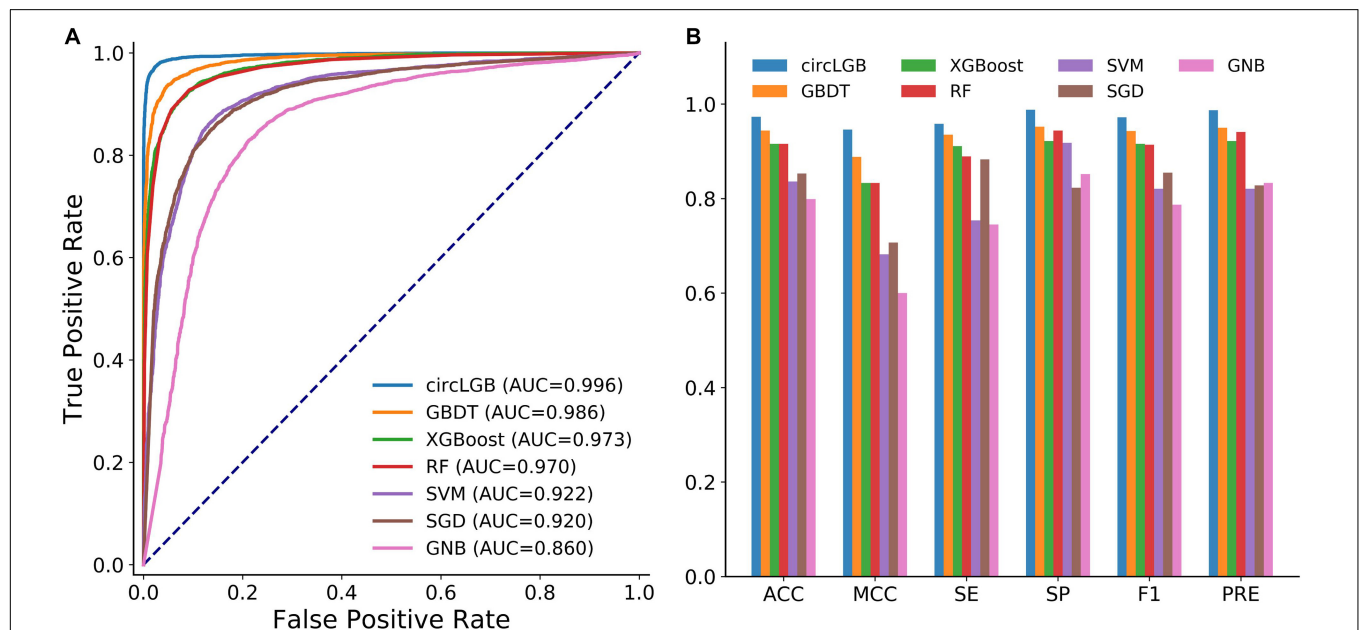 A
1.0
0.8
0.6
0.4
0.2
0.0
True Positive Rate
circLGB (AUC=0.996)
GBDT (AUC=0.986)
XGBoost (AUC=0.973)
RF (AUC=0.970)
SVM (AUC=0.922)
SGD (AUC=0.920)
GNB (AUC=0.860)
0.0 0.2 0.4 0.6 0.8 1.0
False Positive Rate
B
circLGB XGBoost SVM GNB
GBDT RF SGD
1.0
0.8
0.6
0.4
0.2
0.0
ACC MCC SE SP F1 PRE